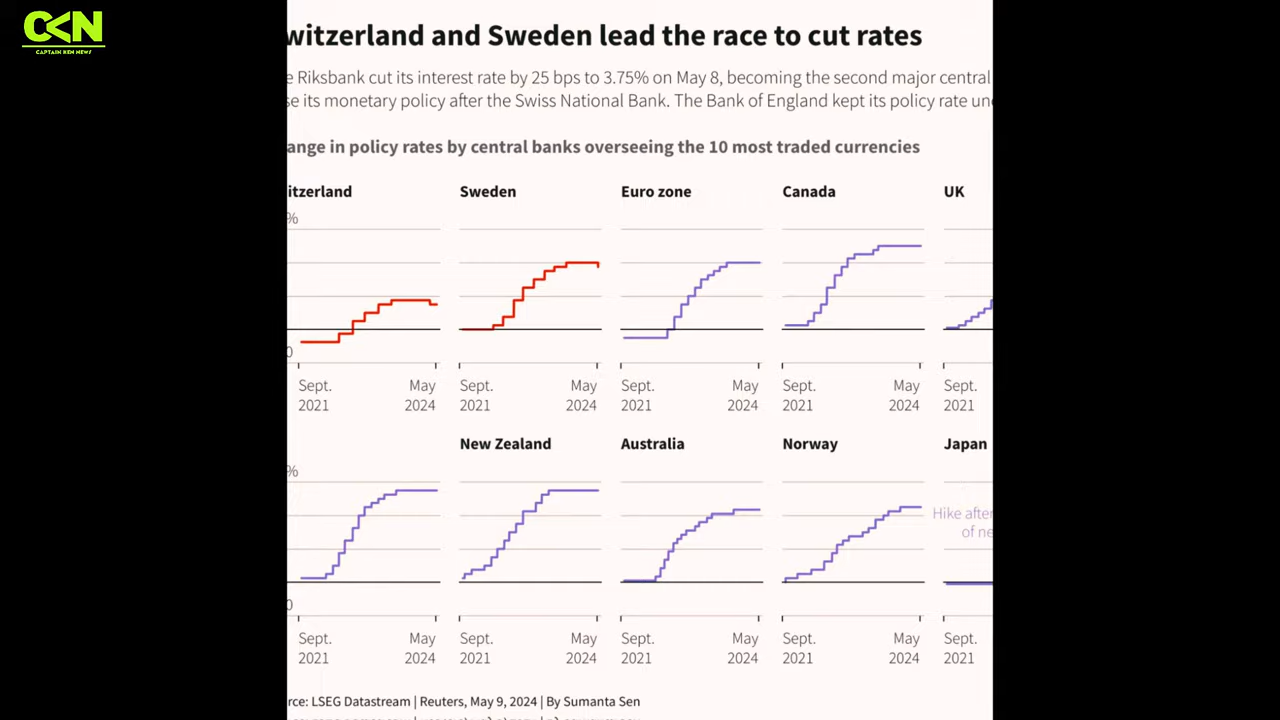 CKN
CAPTAIN KEN NEWS
witzerland and Sweden lead the race to cut rates
e Riksbank cut its interest rate by 25 bps to 3.75% on May 8, becoming the second major central
se its monetary policy after the Swiss National Bank. The Bank of England kept its policy rate un
ange in policy rates by central banks overseeing the 10 most traded currencies
itzerland Sweden Euro zone Canada UK
%
0
Sept. 2021 May 2024 Sept. 2021 May 2024 Sept. 2021 May 2024 Sept. 2021 May 2024 Sept. 2021
New Zealand Australia Norway Japan
%
Hike after
of ne
0
Sept. 2021 May 2024 Sept. 2021 May 2024 Sept. 2021 May 2024 Sept. 2021 May 2024 Sept. 2021
rce: LSEG Datastream | Reuters, May 9, 2024 | By Sumanta Sen